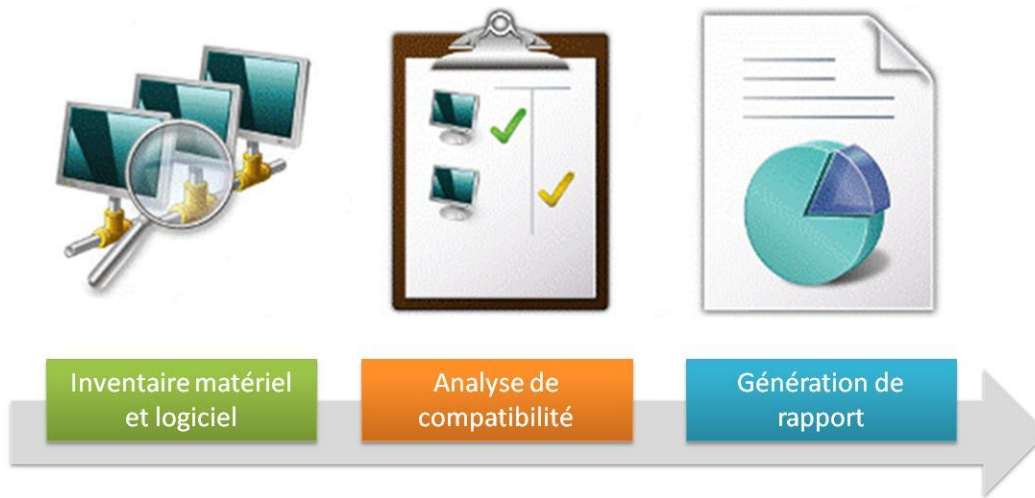 Inventaire matériel
et logiciel
Analyse de
compatibilité
Génération de
rapport